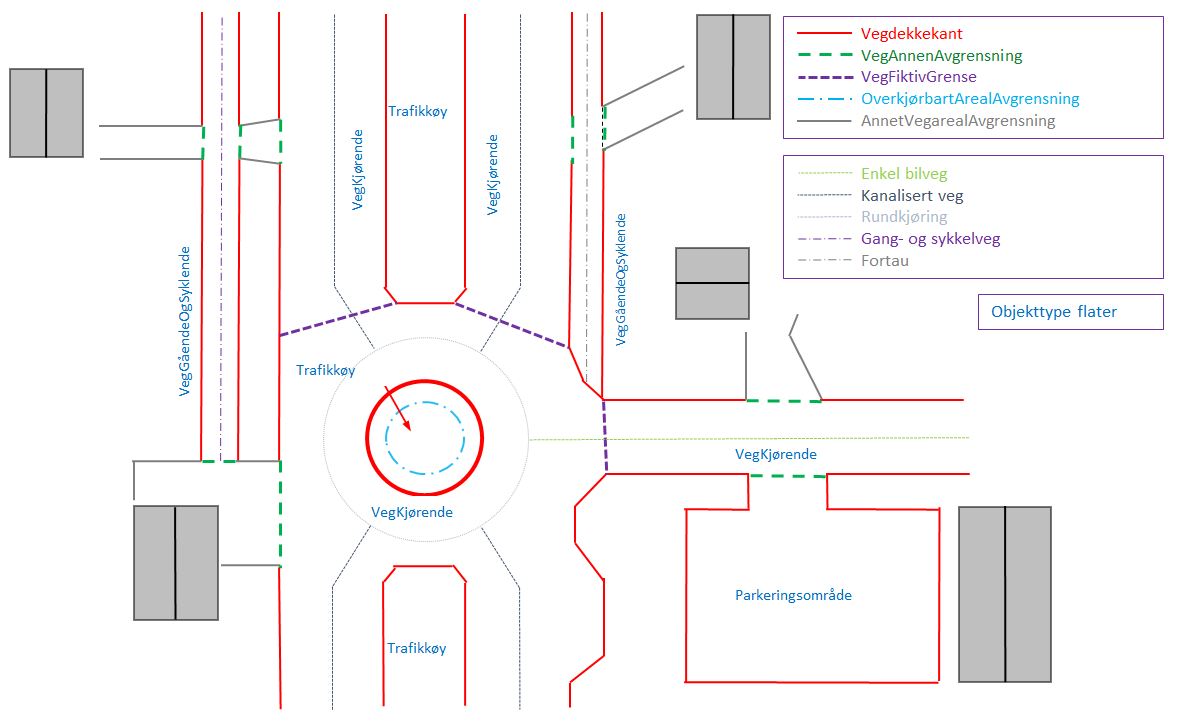 Vegdekkekant
VegAnnenAvgrensning
VegFiktivGrense
OverkjørbartArealAvgrensning
AnnetVegarealAvgrensning
Enkel bilveg
Kanalisert veg
Rundkjøring
Gang- og sykkelveg
Fortau
Objekttype flater
Trafikkøy
VegKjørende
VegKjørende
VegGåendeOgSyklende
VegGåendeOgSyklende
Trafikkøy
VegKjørende
VegKjørende
Parkeringsområde
Trafikkøy